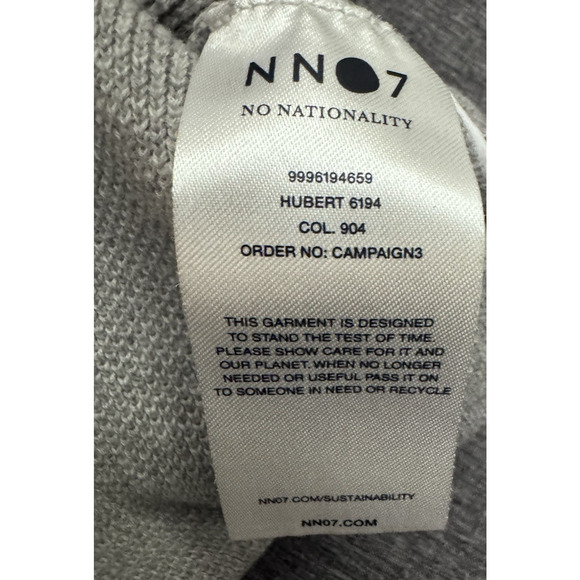 NN07
NO NATIONALITY
9996194659
HUBERT 6194
COL. 904
ORDER NO: CAMPAIGN3
THIS GARMENT IS DESIGNED
TO STAND THE TEST OF TIME.
PLEASE SHOW CARE FOR IT AND
OUR PLANET. WHEN NO LONGER
NEEDED OR USEFUL PASS IT ON
TO SOMEONE IN NEED OR RECYCLE
NN07.COM/SUSTAINABILITY
NN07.COM